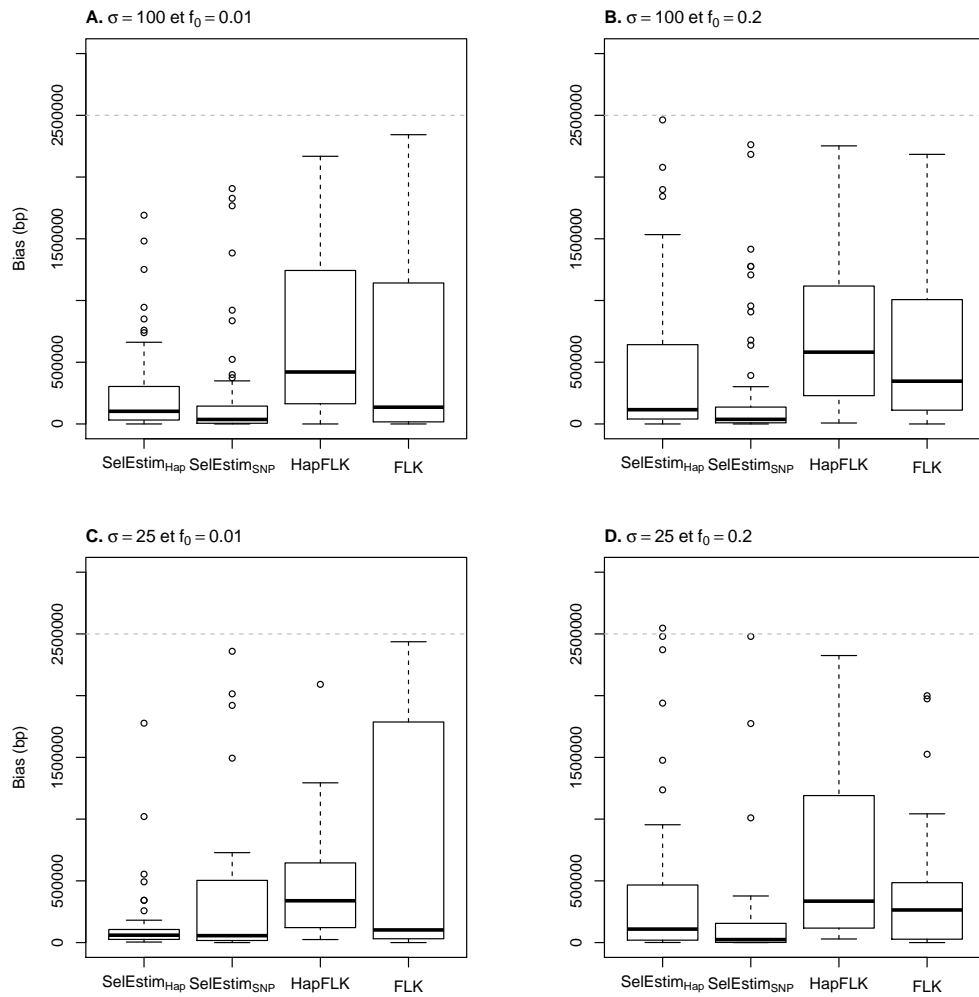 A. σ = 100 et f₀ = 0.01
Bias (bp)
0 500000 1500000 2500000
SelEstim_Hap SelEstim_SNP HapFLK FLK
B. σ = 100 et f₀ = 0.2
0 500000 1500000 2500000
SelEstim_Hap SelEstim_SNP HapFLK FLK
C. σ = 25 et f₀ = 0.01
Bias (bp)
0 500000 1500000 2500000
SelEstim_Hap SelEstim_SNP HapFLK FLK
D. σ = 25 et f₀ = 0.2
0 500000 1500000 2500000
SelEstim_Hap SelEstim_SNP HapFLK FLK